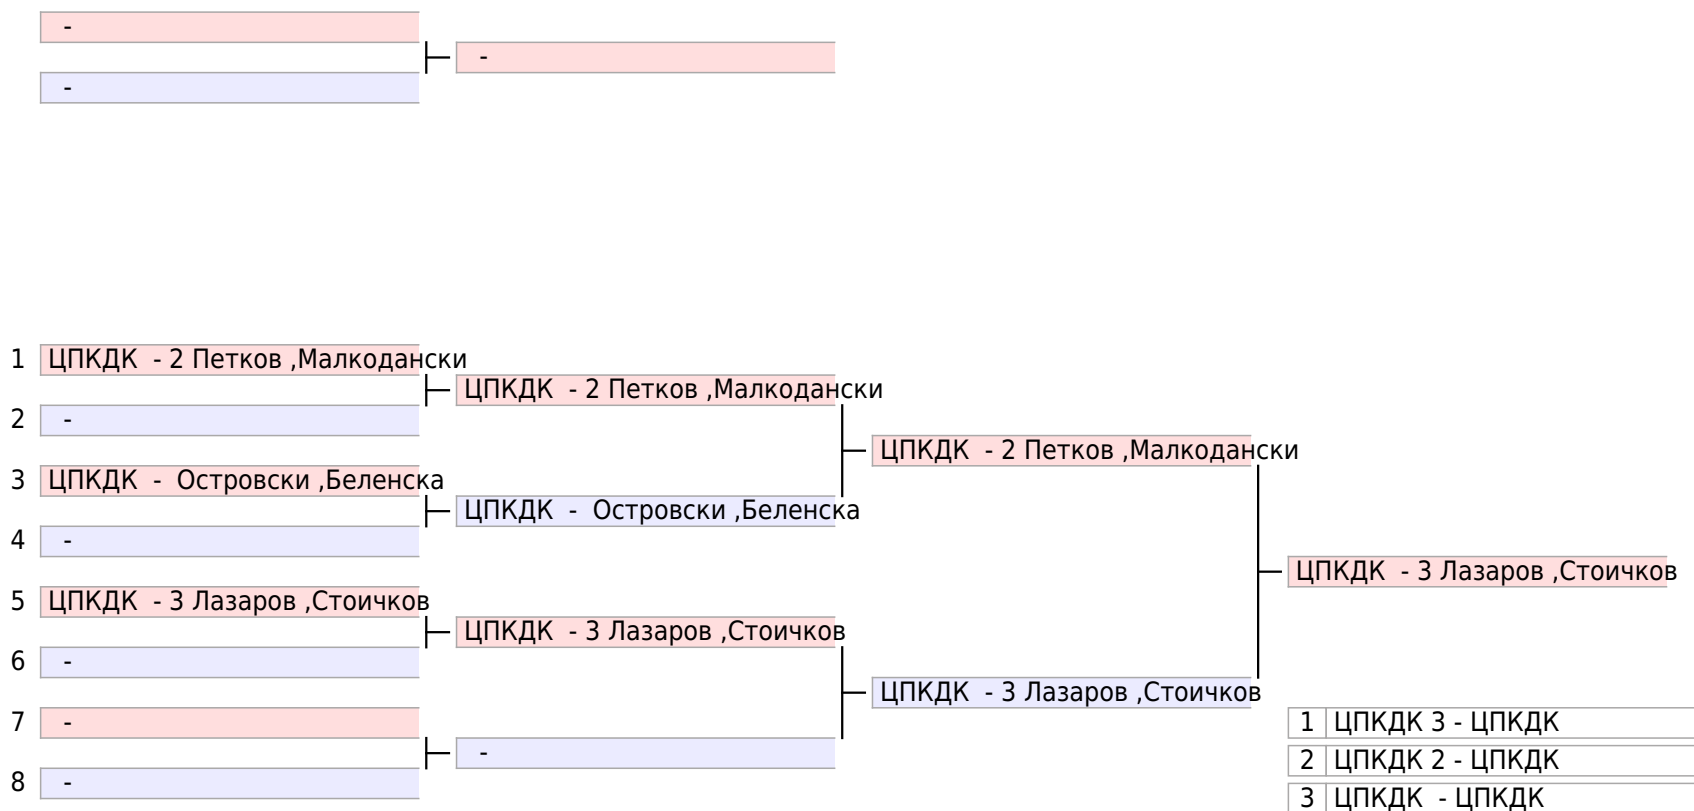 -
-
-
1 ЦПКДК - 2 Петков ,Малкодански
ЦПКДК - 2 Петков ,Малкодански
2 -
ЦПКДК - 2 Петков ,Малкодански
3 ЦПКДК - Островски ,Беленска
ЦПКДК - Островски ,Беленска
4 -
ЦПКДК - 3 Лазаров ,Стоичков
5 ЦПКДК - 3 Лазаров ,Стоичков
ЦПКДК - 3 Лазаров ,Стоичков
6 -
ЦПКДК - 3 Лазаров ,Стоичков
7 -
1 ЦПКДК 3 - ЦПКДК
-
2 ЦПКДК 2 - ЦПКДК
8 -
3 ЦПКДК - ЦПКДК